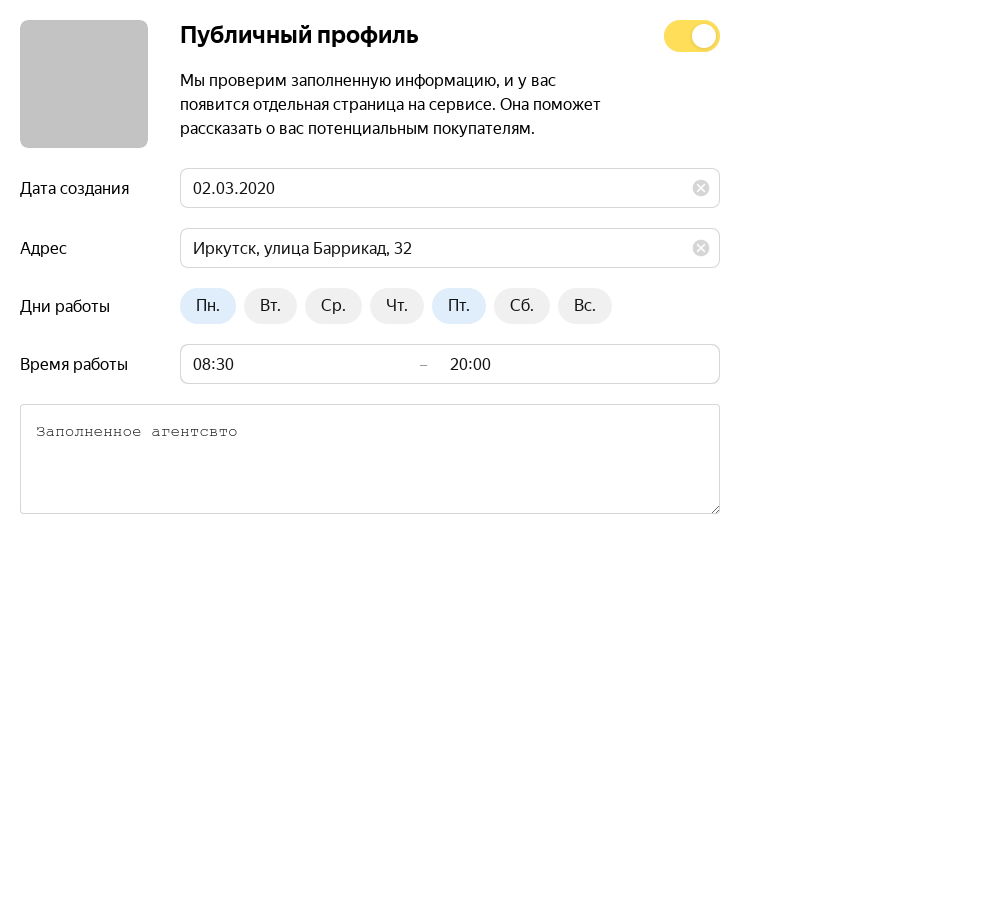 Публичный профиль
Мы проверим заполненную информацию, и у вас
появится отдельная страница на сервисе. Она поможет
рассказать о вас потенциальным покупателям.
Дата создания 02.03.2020
Адрес Иркутск, улица Баррикад, 32
Дни работы Пн. Вт. Ср. Чт. Пт. Сб. Вс.
Время работы 08:30 – 20:00
Заполненное агентсвто